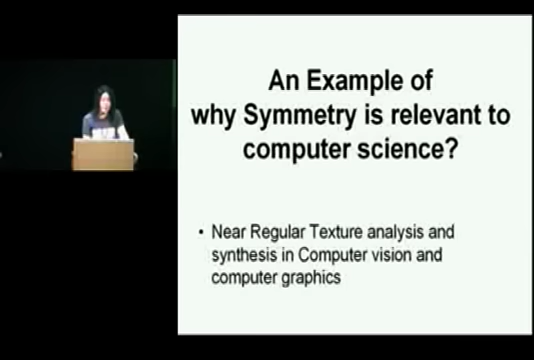 An Example of
why Symmetry is relevant to
computer science?
• Near Regular Texture analysis and
synthesis in Computer vision and
computer graphics